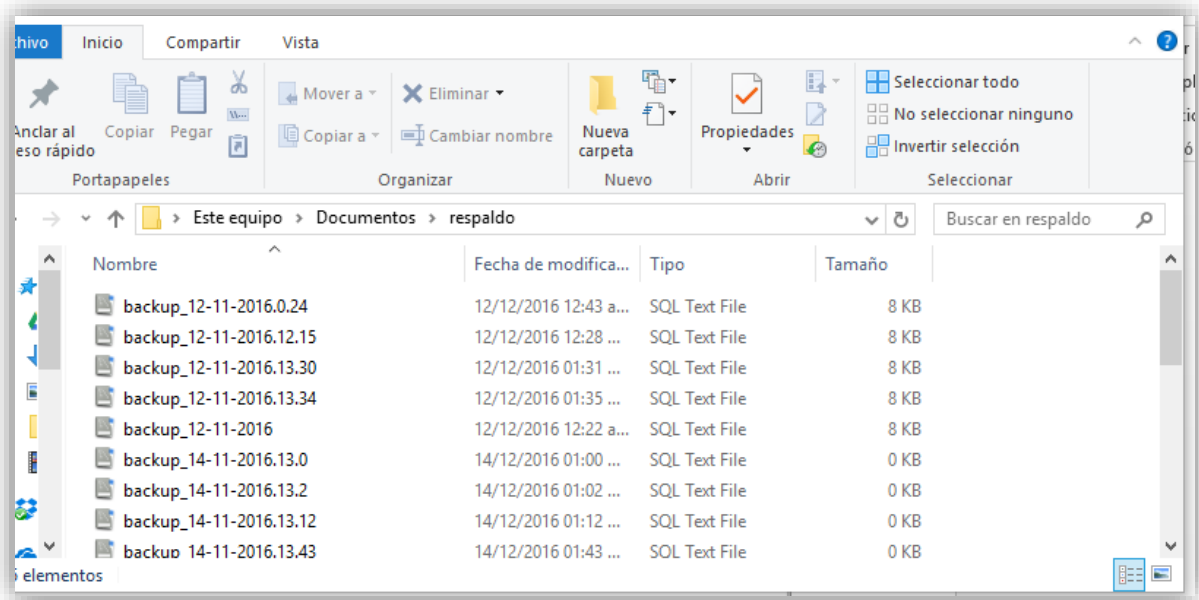 chivo Inicio Compartir Vista
Mover a Eliminar Seleccionar todo
Anclar al Copiar Pegar Copiar a Cambiar nombre Nueva Propiedades No seleccionar ninguno
eso rápido carpeta Invertir selección
Portapapeles Organizar Nuevo Abrir Seleccionar
Este equipo > Documentos > respaldo Buscar en respaldo
Nombre Fecha de modifica... Tipo Tamaño
backup_12-11-2016.0.24 12/12/2016 12:43 a... SQL Text File 8 KB
backup_12-11-2016.12.15 12/12/2016 12:28 ... SQL Text File 8 KB
backup_12-11-2016.13.30 12/12/2016 01:31 ... SQL Text File 8 KB
backup_12-11-2016.13.34 12/12/2016 01:35 ... SQL Text File 8 KB
backup_12-11-2016 12/12/2016 12:22 a... SQL Text File 8 KB
backup_14-11-2016.13.0 14/12/2016 01:00 ... SQL Text File 0 KB
backup_14-11-2016.13.2 14/12/2016 01:02 ... SQL Text File 0 KB
backup_14-11-2016.13.12 14/12/2016 01:12 ... SQL Text File 0 KB
backup_14-11-2016.13.43 14/12/2016 01:43 ... SQL Text File 0 KB
elementos